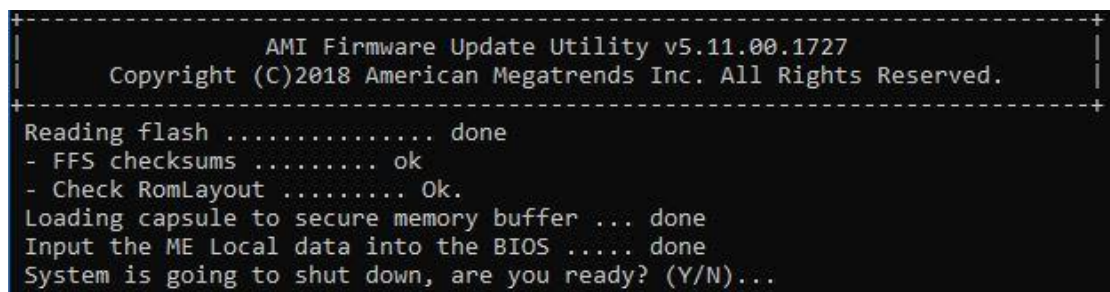 +---------------------------------------------------------------------------+
| AMI Firmware Update Utility v5.11.00.1727 |
| Copyright (C)2018 American Megatrends Inc. All Rights Reserved. |
+---------------------------------------------------------------------------+
Reading flash ............... done
- FFS checksums ......... ok
- Check RomLayout ......... Ok.
Loading capsule to secure memory buffer ... done
Input the ME Local data into the BIOS ..... done
System is going to shut down, are you ready? (Y/N)...